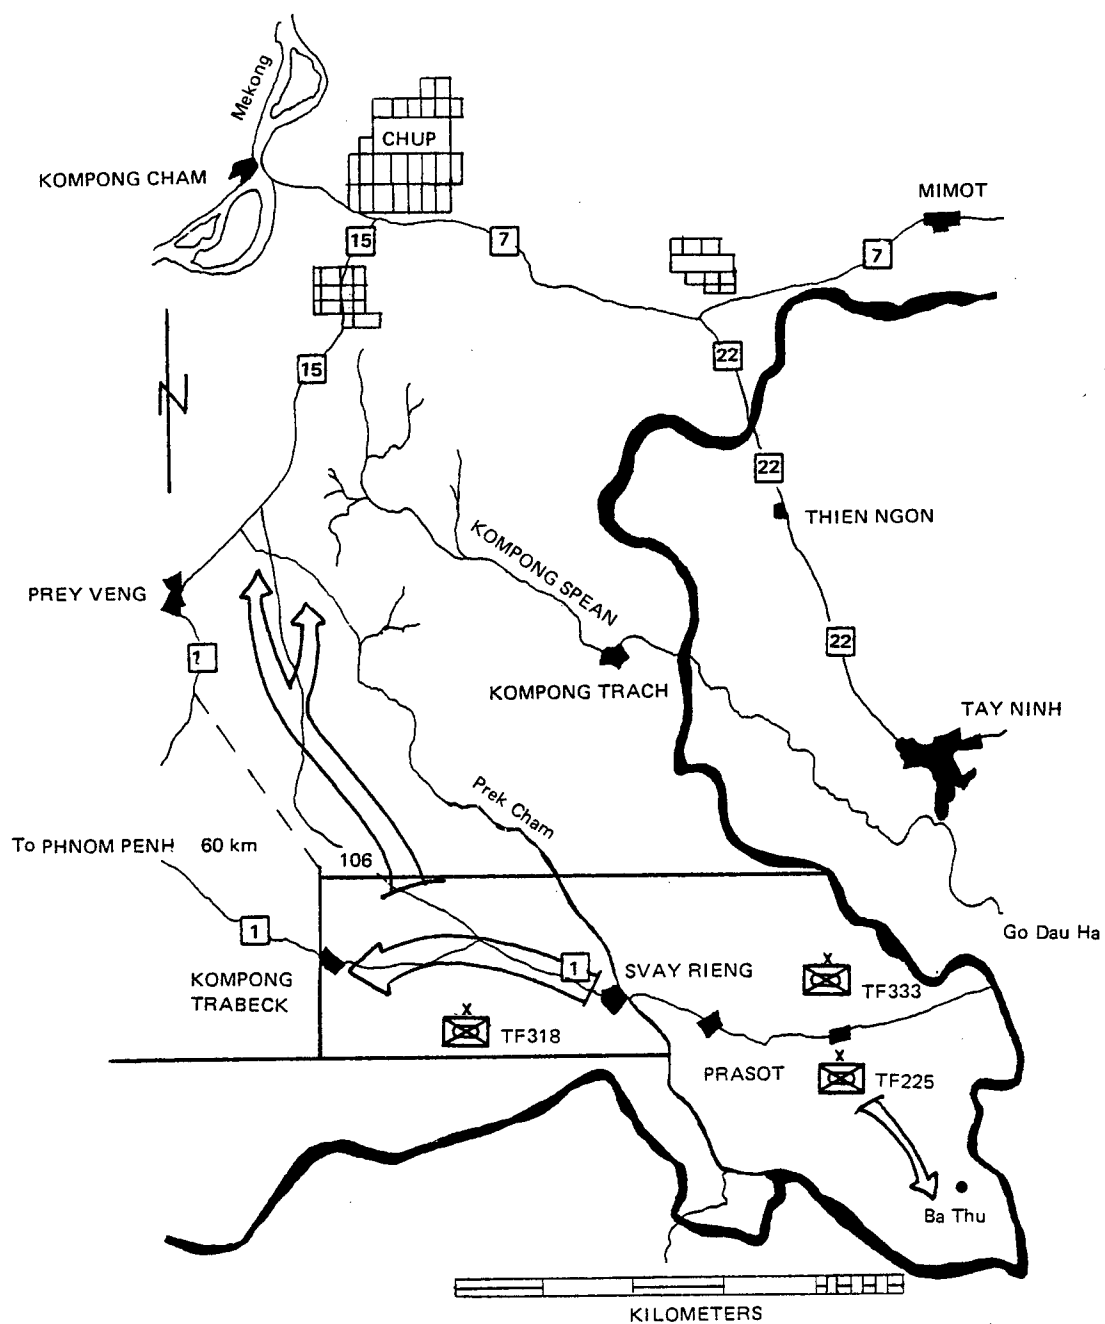 Mekong
CHUP
KOMPONG CHAM
MIMOT
15
7
7
N
15
22
22
THIEN NGON
KOMPONG SPEAN
PREY VENG
22
KOMPONG TRACH
TAY NINH
Prek Cham
To PHNOM PENH 60 km
106
1
Go Dau Ha
KOMPONG
TRABECK
1
SVAY RIENG
X
TF333
X
TF318
X
PRASOT
TF225
Ba Thu
KILOMETERS